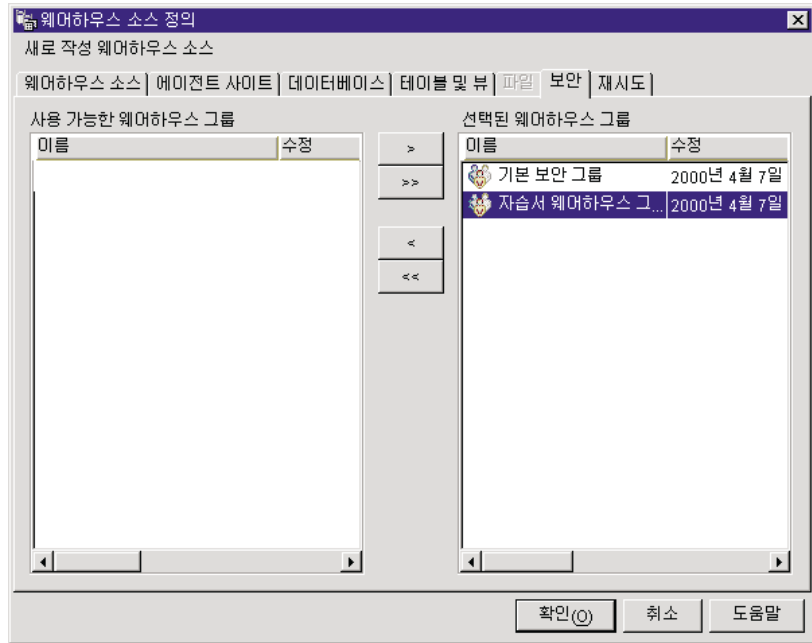 웨어하우스 소스 정의
새로 작성 웨어하우스 소스
웨어하우스 소스 에이전트 사이트 데이터베이스 테이블 및 뷰 파일 보안 재시도
사용 가능한 웨어하우스 그룹
이름 수정
>
>>
<
<<
선택된 웨어하우스 그룹
이름 수정
기본 보안 그룹 2000년 4월 7일
자습서 웨어하우스 그... 2000년 4월 7일
확인(O) 취소 도움말